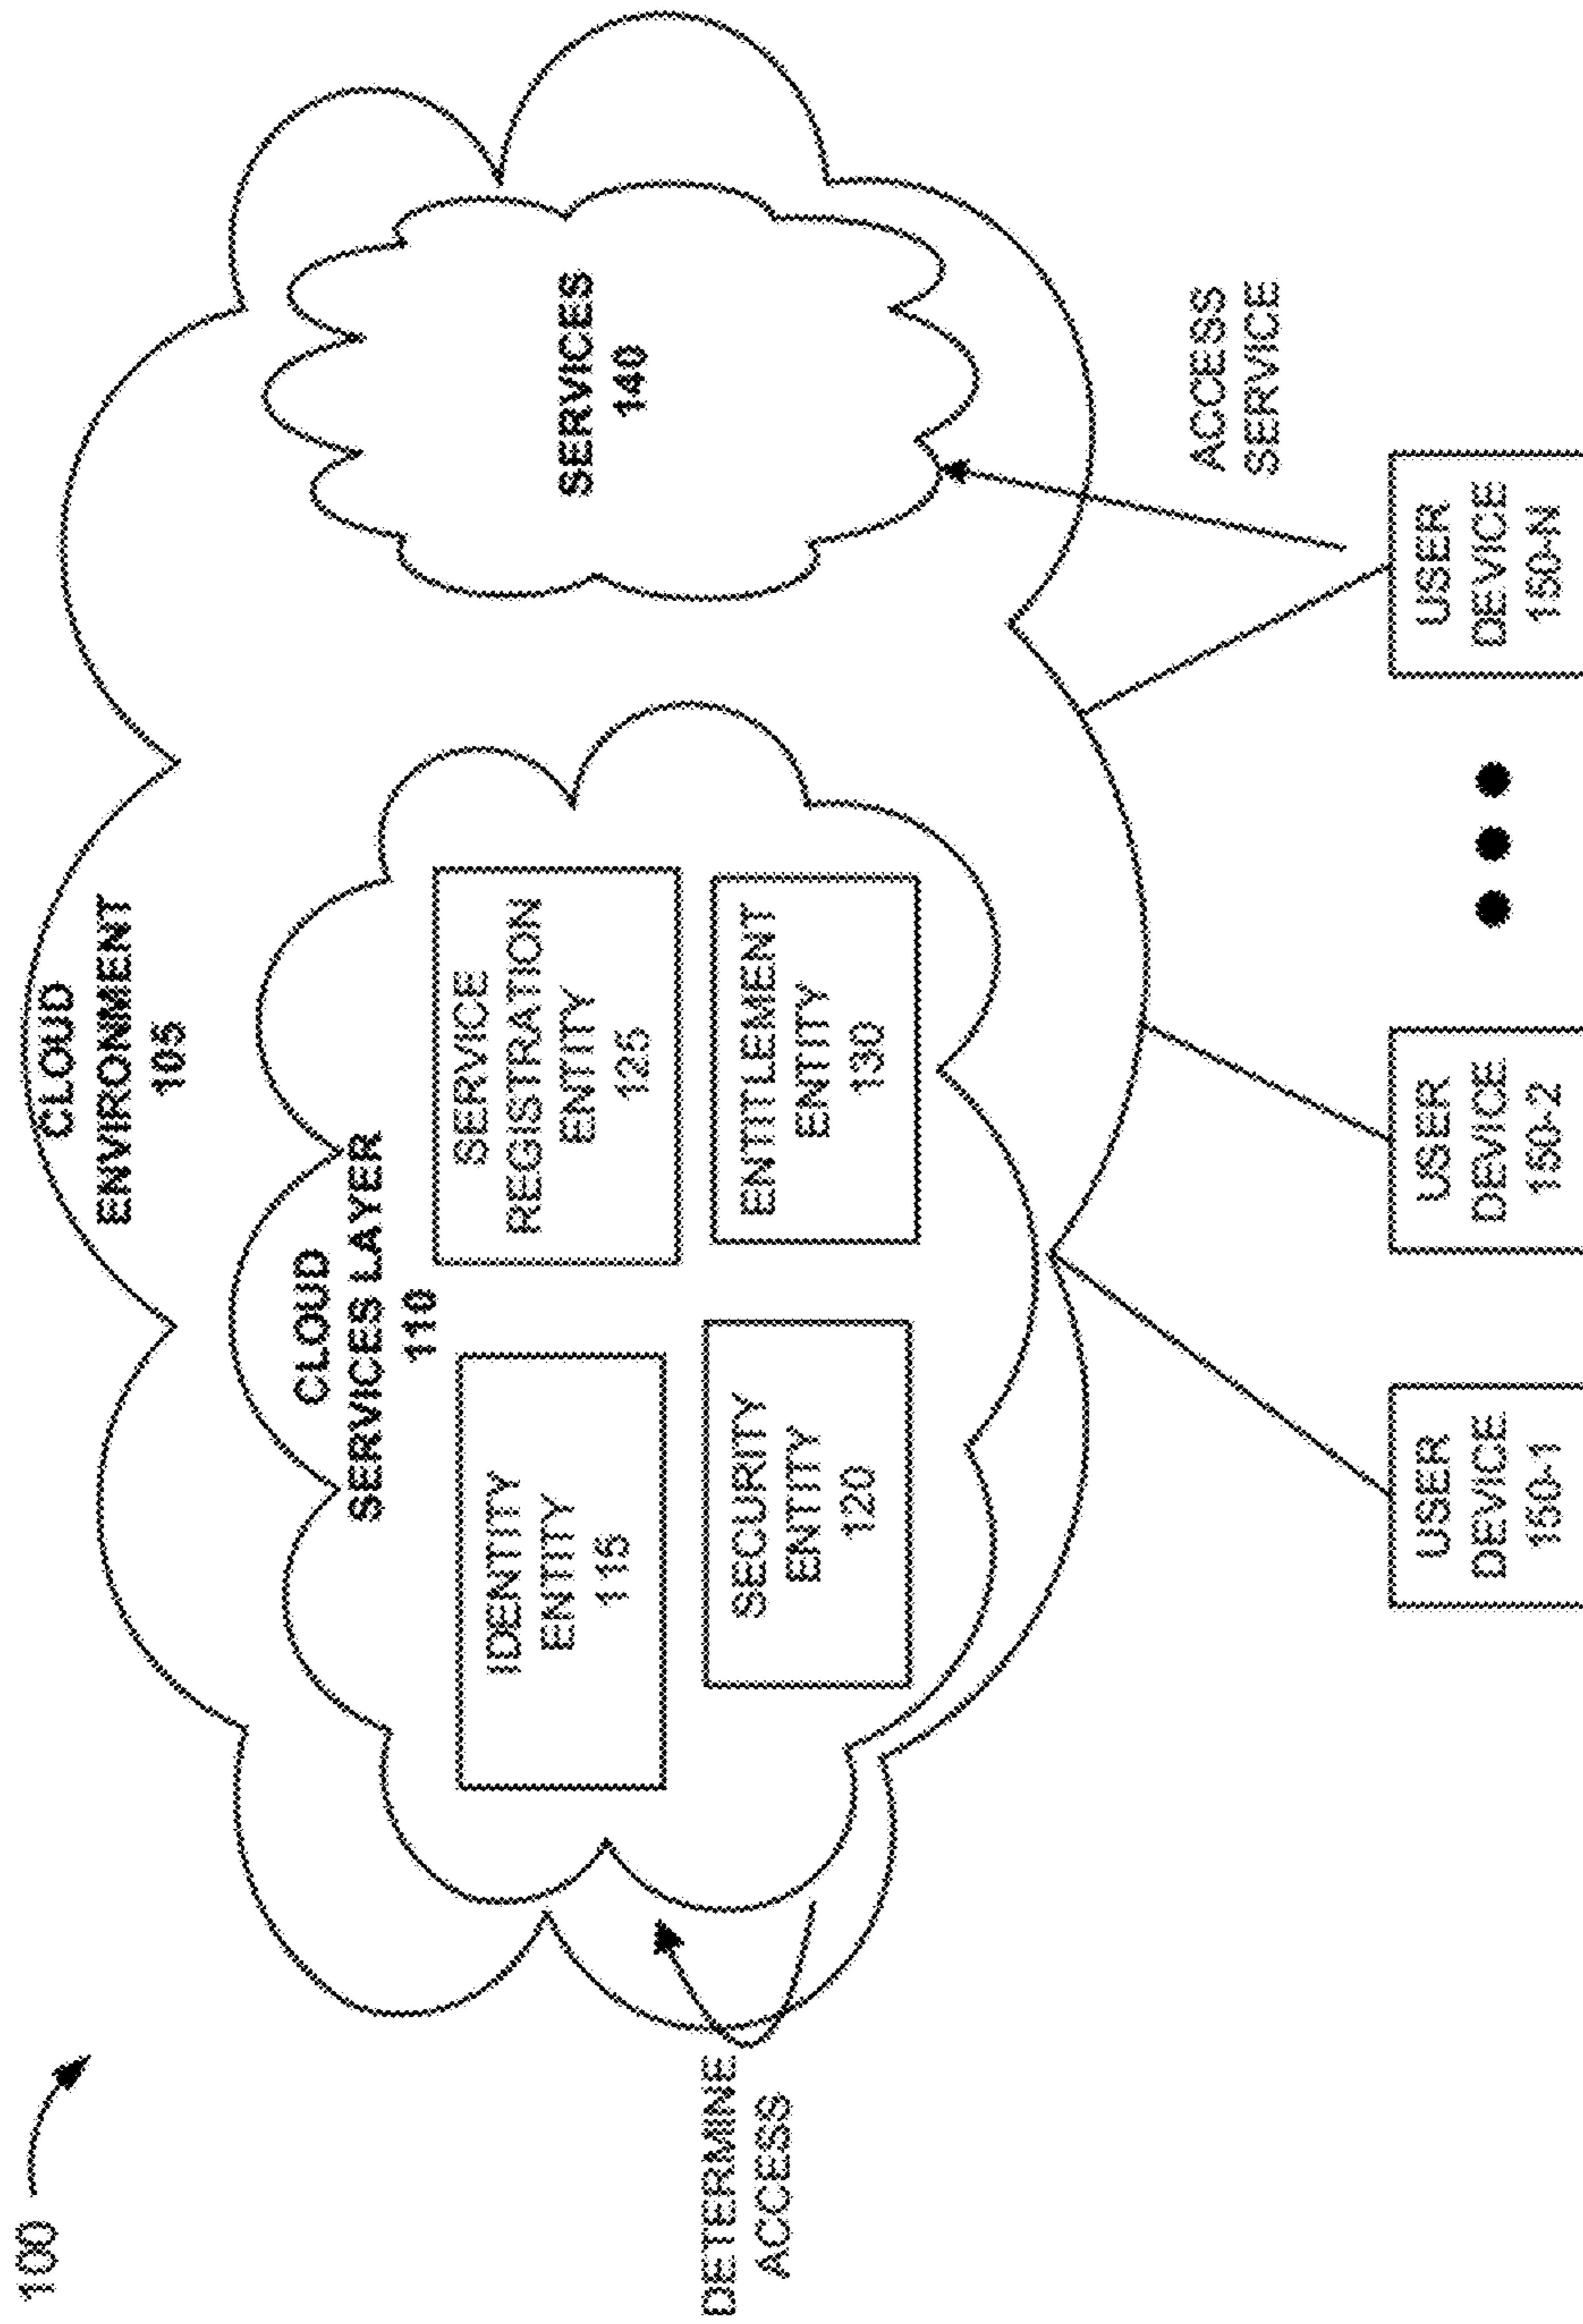 100
CLOUD
ENVIRONMENT
105
CLOUD
SERVICES LAYER
110
IDENTITY
ENTITY
115
SERVICE
REGISTRATION
ENTITY
125
SECURITY
ENTITY
120
ENTITLEMENT
ENTITY
130
SERVICES
140
DETERMINE
ACCESS
ACCESS
SERVICE
USER
DEVICE
150-1
USER
DEVICE
150-2
USER
DEVICE
150-N